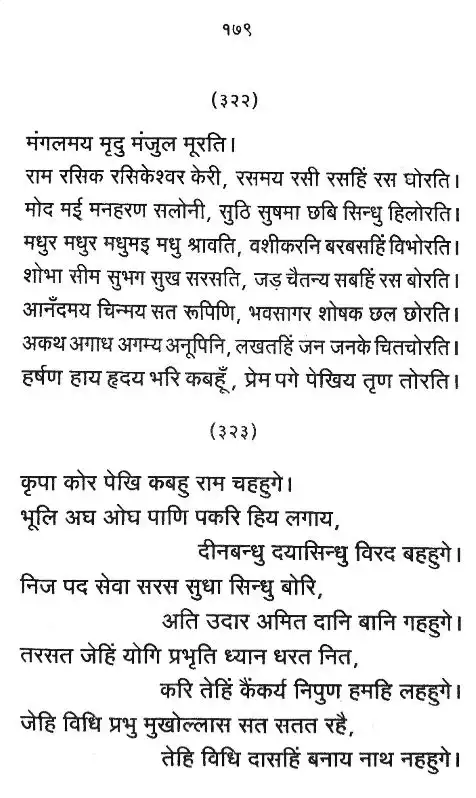 १७९
(३२२)
मंगलमय मृदु मंजुल मूरति।
राम रसिक रसिकेश्वर केरी, रसमय रसी रसहिं रस घोरति।
मोद मई मनहरण सलोनी, सुठि सुषमा छबि सिन्धु हिलोरति।
मधुर मधुर मधुमइ मधु श्रावति, वशीकरनि बरबसहिं विभोरति।
शोभा सीम सुभग सुख सरसति, जड़ चैतन्य सबहिं रस बोरति।
आनँदमय चिन्मय सत रूपिणि, भवसागर शोषक छल छोरति।
अकथ अगाध अगम्य अनूपिनि, लखतहिं जन जनके चितचोरति।
हर्षण हाय हृदय भरि कबहूँ, प्रेम पगे पेखिय तृण तोरति।
(३२३)
कृपा कोर पेखि कबहु राम चहहुगे।
भूलि अघ ओघ पाणि पकरि हिय लगाय,
दीनबन्धु दयासिन्धु विरद बहहुगे।
निज पद सेवा सरस सुधा सिन्धु बोरि,
अति उदार अमित दानि बानि गहहुगे।
तरसत जेहिं योगि प्रभृति ध्यान धरत नित,
करि तेहिं कैंकर्य निपुण हमहि लहहुगे।
जेहि विधि प्रभु मुखोल्लास सत सतत रहै,
तेहि विधि दासहिं बनाय नाथ नहहुगे।